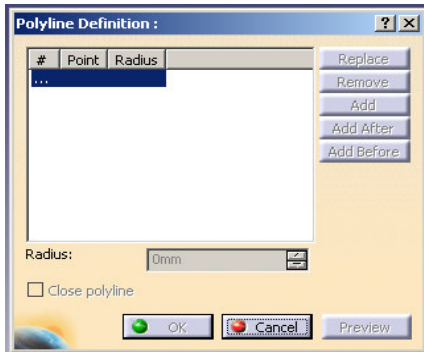 Polyline Definition :
# Point Radius
...
Replace
Remove
Add
Add After
Add Before
Radius: 0mm
Close polyline
OK Cancel Preview